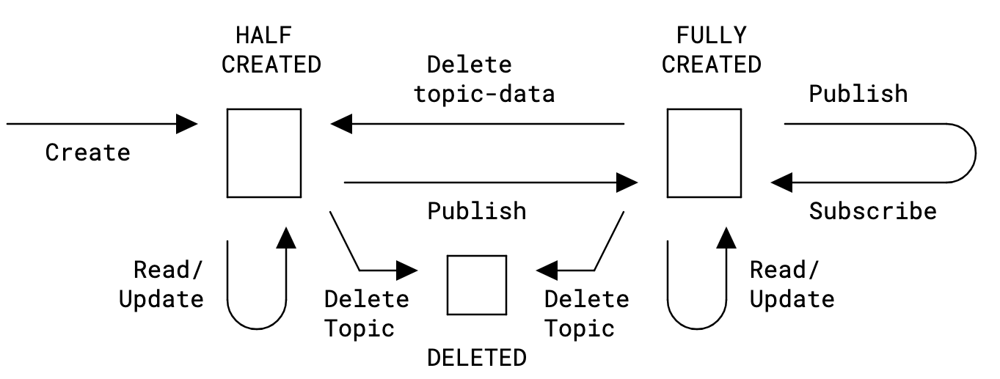 HALF
CREATED
FULLY
CREATED
Delete
topic-data
Publish
Create
Publish
Subscribe
Read/
Update
Delete
Topic
Delete
Topic
Read/
Update
DELETED